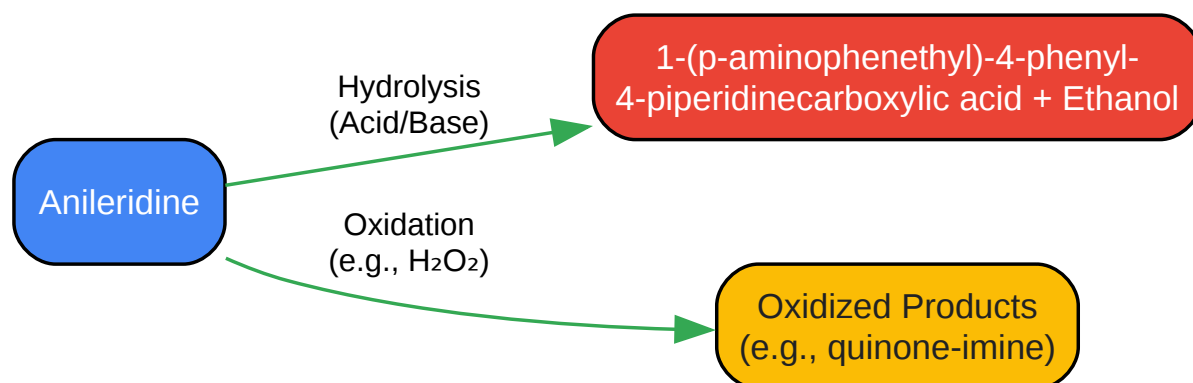 Anileridine
Hydrolysis
(Acid/Base)
1-(p-aminophenethyl)-4-phenyl-
4-piperidinecarboxylic acid + Ethanol
Oxidation
(e.g., H₂O₂)
Oxidized Products
(e.g., quinone-imine)